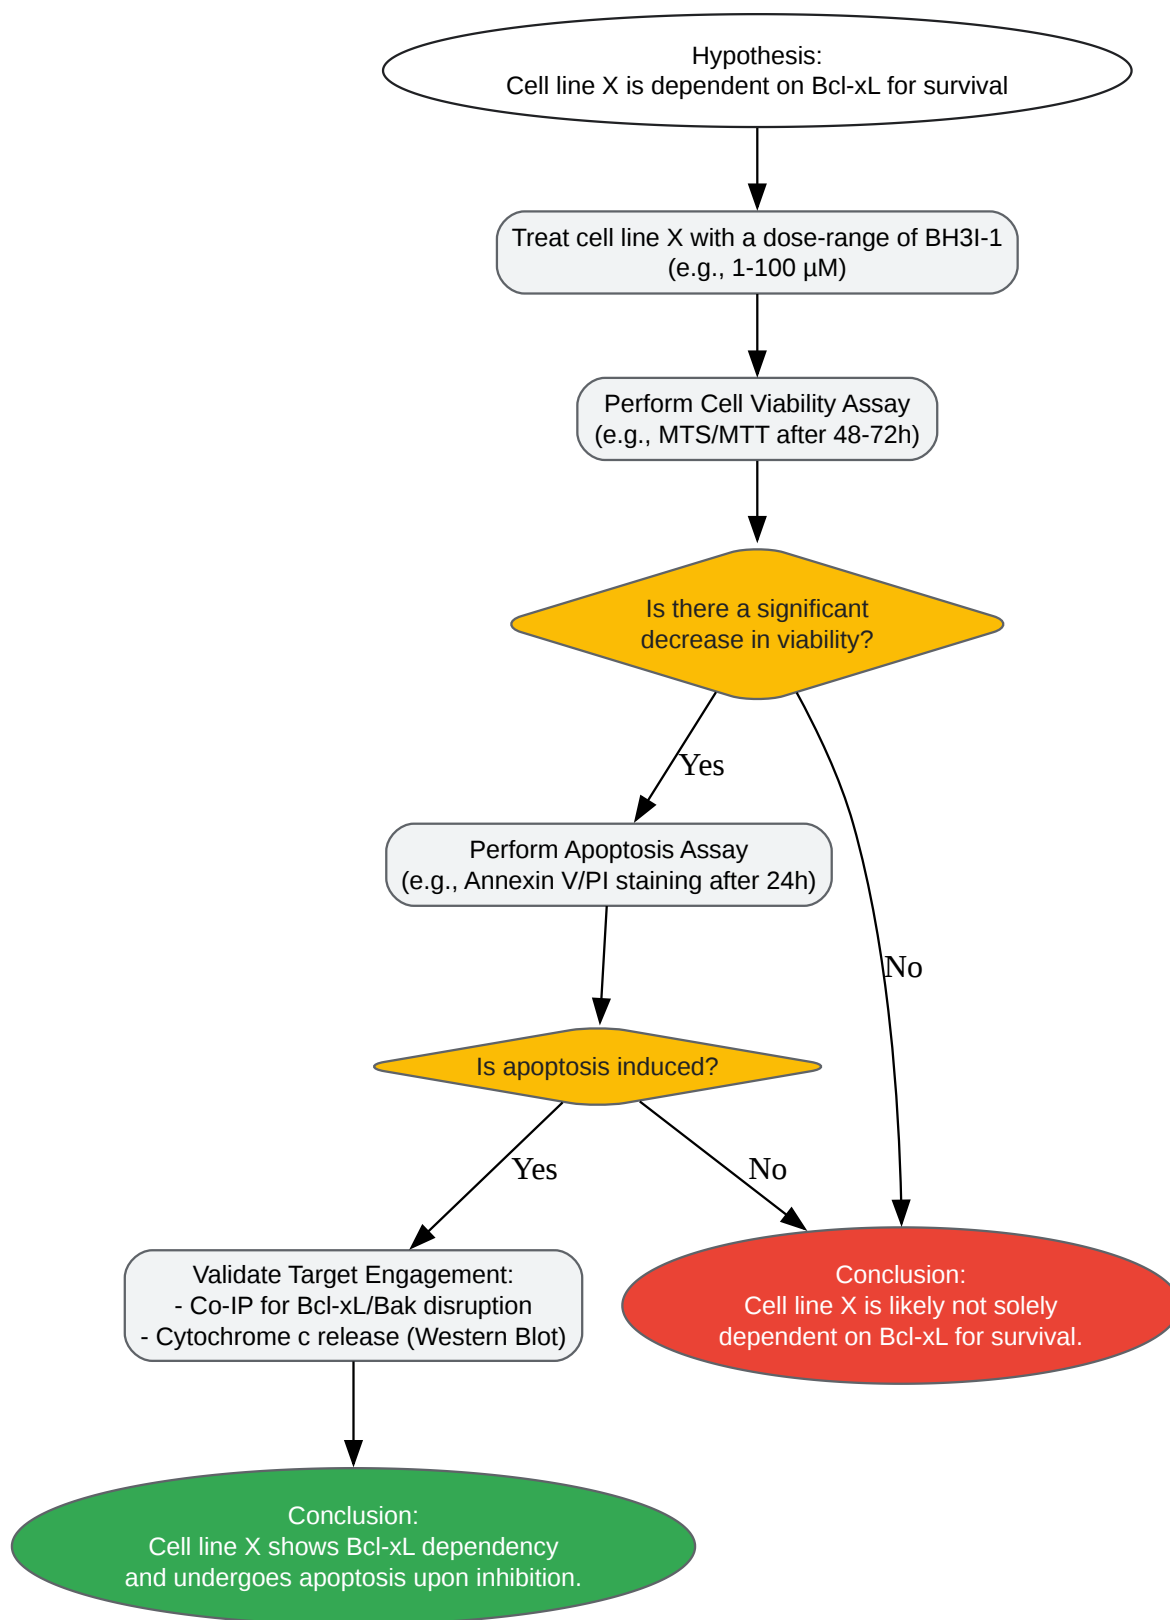 Hypothesis:
Cell line X is dependent on Bcl-xL for survival
Treat cell line X with a dose-range of BH3I-1
(e.g., 1-100 µM)
Perform Cell Viability Assay
(e.g., MTS/MTT after 48-72h)
Is there a significant
decrease in viability?
Yes
Perform Apoptosis Assay
(e.g., Annexin V/PI staining after 24h)
No
Is apoptosis induced?
Yes
No
Validate Target Engagement:
- Co-IP for Bcl-xL/Bak disruption
- Cytochrome c release (Western Blot)
Conclusion:
Cell line X is likely not solely
dependent on Bcl-xL for survival.
Conclusion:
Cell line X shows Bcl-xL dependency
and undergoes apoptosis upon inhibition.